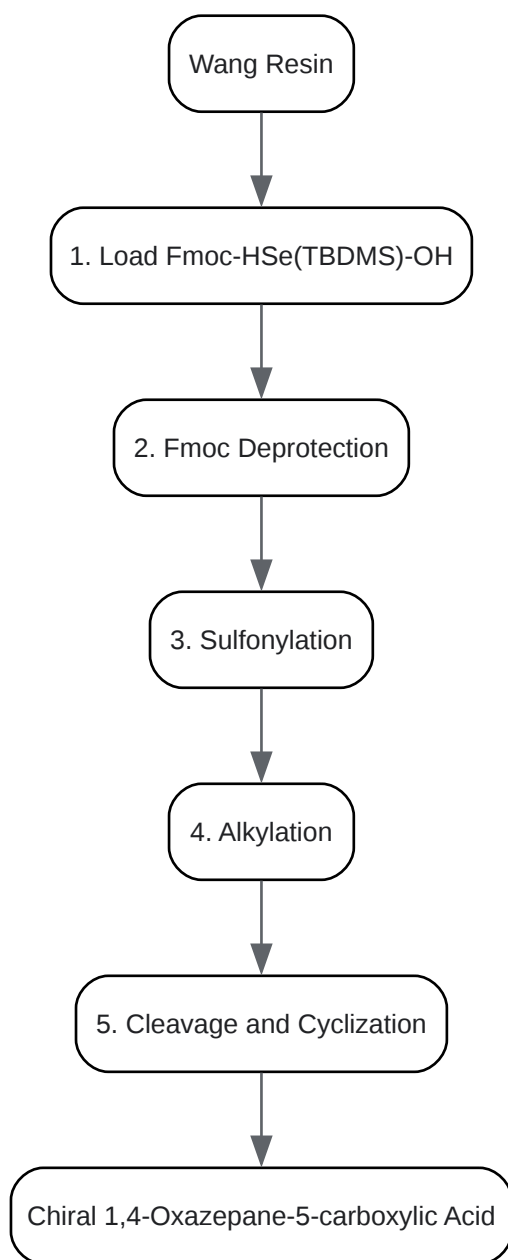 Wang Resin
1. Load Fmoc-HSe(TBDMS)-OH
2. Fmoc Deprotection
3. Sulfonylation
4. Alkylation
5. Cleavage and Cyclization
Chiral 1,4-Oxazepane-5-carboxylic Acid